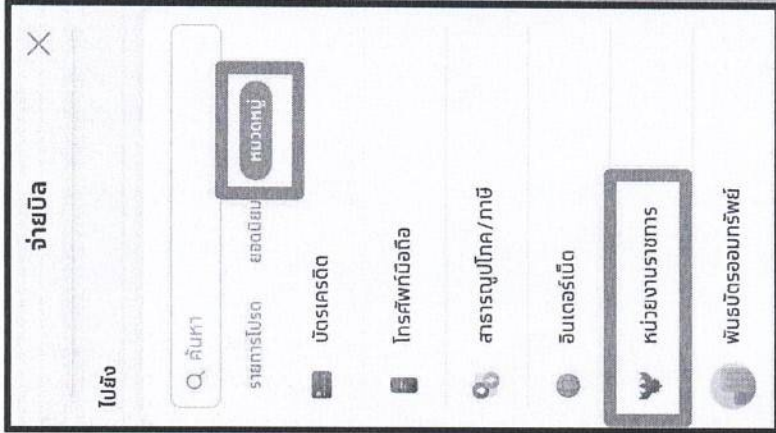 จ่ายบิล
ไปยัง
ค้นหา
รายการโปรด ยอดนิยม หมวดหมู่
บัตรเครดิต
โทรศัพท์มือถือ
สาธารณูปโภค/ภาษี
อินเตอร์เน็ต
หน่วยงานราชการ
พันธบัตรออมทรัพย์